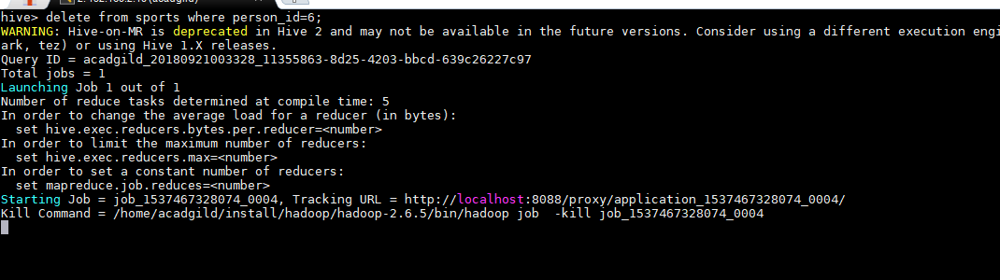 hive> delete from sports where person_id=6;
WARNING: Hive-on-MR is deprecated in Hive 2 and may not be available in the future versions. Consider using a different execution engi
ark, tez) or using Hive 1.X releases.
Query ID = acadgild_20180921003328_11355863-8d25-4203-bbcd-639c26227c97
Total jobs = 1
Launching Job 1 out of 1
Number of reduce tasks determined at compile time: 5
In order to change the average load for a reducer (in bytes):
  set hive.exec.reducers.bytes.per.reducer=<number>
In order to limit the maximum number of reducers:
  set hive.exec.reducers.max=<number>
In order to set a constant number of reducers:
  set mapreduce.job.reduces=<number>
Starting Job = job_1537467328074_0004, Tracking URL = http://localhost:8088/proxy/application_1537467328074_0004/
Kill Command = /home/acadgild/install/hadoop/hadoop-2.6.5/bin/hadoop job  -kill job_1537467328074_0004